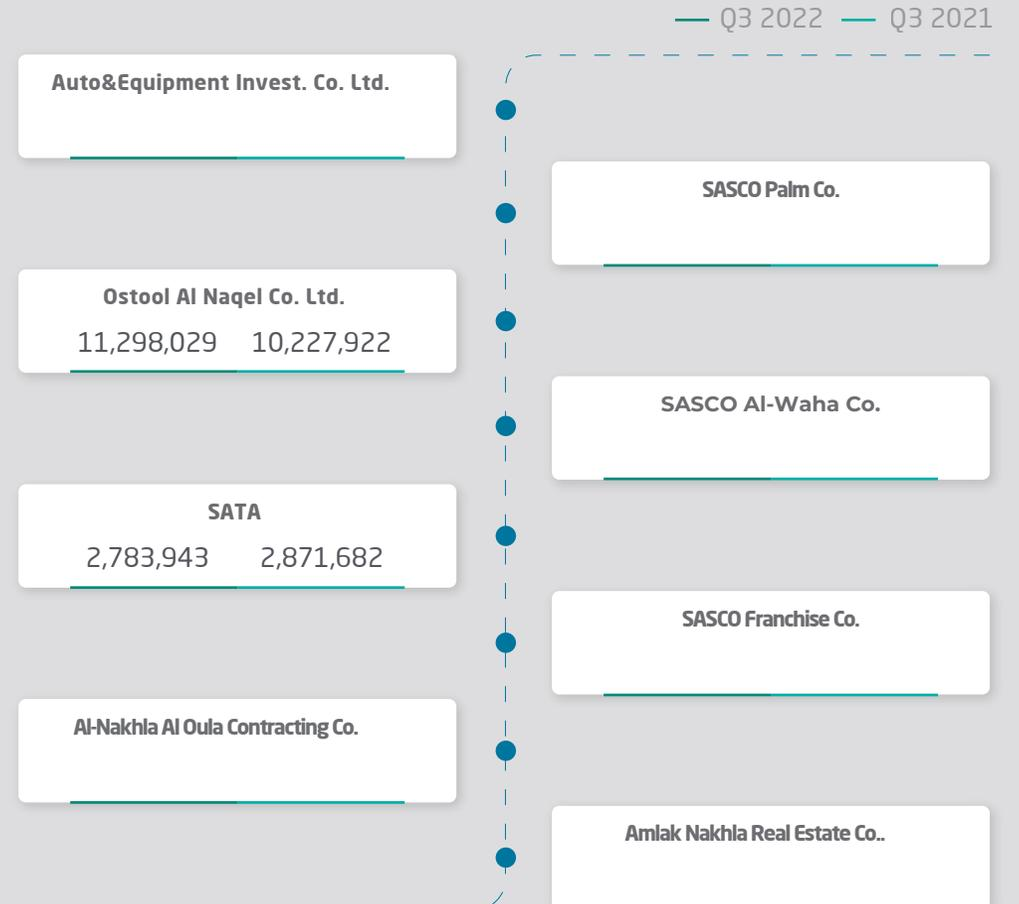 Q3 2022 Q3 2021
Auto&Equipment Invest. Co. Ltd.
SASCO Palm Co.
Ostool Al Naqel Co. Ltd.
11,298,029 10,227,922
SASCO Al-Waha Co.
SATA
2,783,943 2,871,682
SASCO Franchise Co.
Al-Nakhla Al Oula Contracting Co.
Amlak Nakhla Real Estate Co..